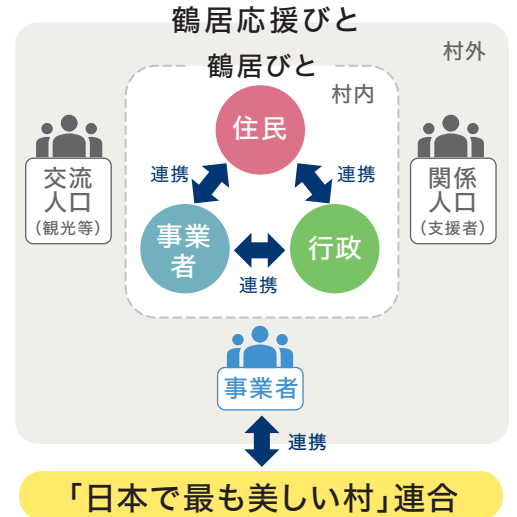 鶴居応援びと
村外
鶴居びと
村内
住民
連携
連携
交流
人口
（観光等）
関係
人口
（支援者）
事業
者
行政
連携
事業者
連携
「日本で最も美しい村」連合